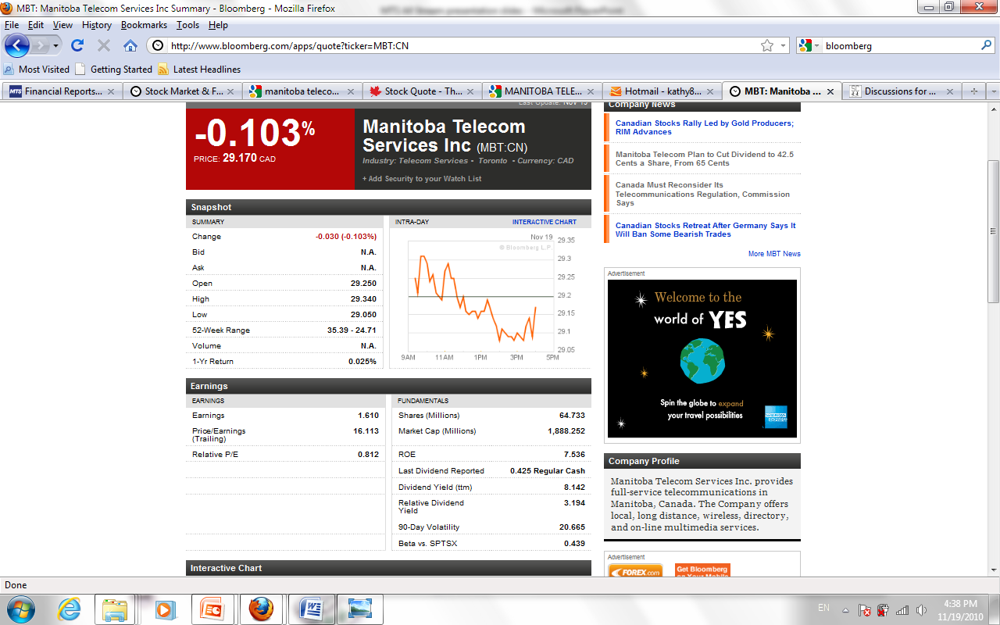 MBT: Manitoba Telecom Services Inc Summary - Bloomberg - Mozilla Firefox
File Edit View History Bookmarks Tools Help
http://www.bloomberg.com/apps/quote?ticker=MBT:CN
bloomberg
Most Visited Getting Started Latest Headlines
MTS Financial Reports... Stock Market & F... manitoba teleco... Stock Quote - Th... MANITOBA TELE... Hotmail - kathy8... MBT: Manitoba ... Discussions for ...
Last Update: NOV 19
-0.103%
PRICE: 29.170 CAD
Manitoba Telecom
Services Inc (MBT:CN)
Industry: Telecom Services - Toronto - Currency: CAD
+ Add Security to your Watch List
Snapshot
SUMMARY
Change -0.030 (-0.103%)
Bid N.A.
Ask N.A.
Open 29.250
High 29.340
Low 29.050
52-Week Range 35.39 - 24.71
Volume N.A.
1-Yr Return 0.025%
INTRA-DAY INTERACTIVE CHART
Nov 19
© Bloomberg L.P.
29.35
29.3
29.25
29.2
29.15
29.1
29.05
9AM 11AM 1PM 3PM 5PM
Earnings
EARNINGS
Earnings 1.610
Price/Earnings 16.113
(Trailing)
Relative P/E 0.812
FUNDAMENTALS
Shares (Millions) 64.733
Market Cap (Millions) 1,888.252
ROE 7.536
Last Dividend Reported 0.425 Regular Cash
Dividend Yield (ttm) 8.142
Relative Dividend 3.194
Yield
90-Day Volatility 20.665
Beta vs. SPTSX 0.439
Interactive Chart
Company News
Canadian Stocks Rally Led by Gold Producers;
RIM Advances
Manitoba Telecom Plan to Cut Dividend to 42.5
Cents a Share, From 65 Cents
Canada Must Reconsider Its
Telecommunications Regulation, Commission
Says
Canadian Stocks Retreat After Germany Says It
Will Ban Some Bearish Trades
More MBT News
Advertisement
Welcome to the
world of YES
Spin the globe to expand
your travel possibilities
AMERICAN EXPRESS
Company Profile
Manitoba Telecom Services Inc. provides
full-service telecommunications in
Manitoba, Canada. The Company offers
local, long distance, wireless, directory,
and on-line multimedia services.
Advertisement
FOREX.com
Get Bloomberg
on Your Mobile
Done
EN
4:38 PM
11/19/2010